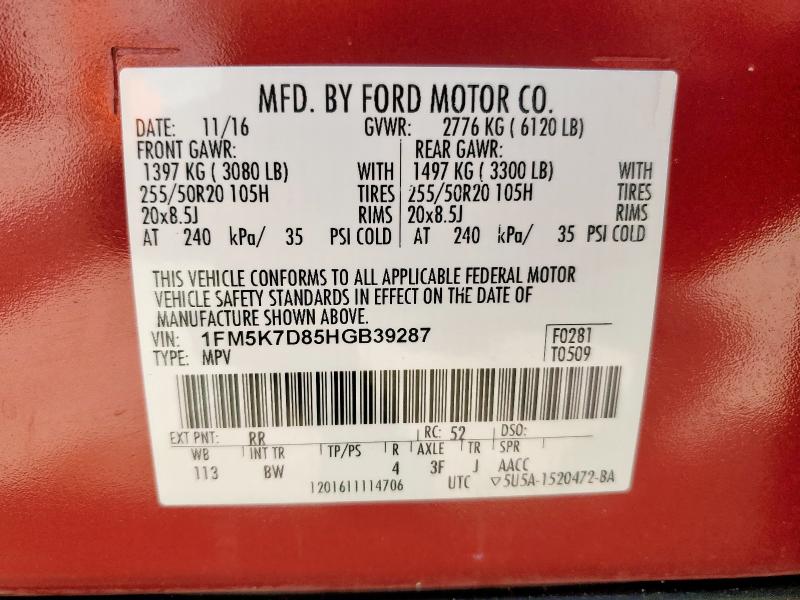 MFD. BY FORD MOTOR CO.
DATE: 11/16 GVWR: 2776 KG ( 6120 LB)
FRONT GAWR: REAR GAWR:
1397 KG ( 3080 LB) WITH 1497 KG ( 3300 LB) WITH
255/50R20 105H TIRES 255/50R20 105H TIRES
20x8.5J RIMS 20x8.5J RIMS
AT 240 kPa/ 35 PSI COLD AT 240 kPa/ 35 PSI COLD
THIS VEHICLE CONFORMS TO ALL APPLICABLE FEDERAL MOTOR
VEHICLE SAFETY STANDARDS IN EFFECT ON THE DATE OF
MANUFACTURE SHOWN ABOVE.
VIN: 1FM5K7D85HGB39287 F0281
TYPE: MPV T0509
EXT PNT: RR RC: 52 DSO:
WB INT TR TP/PS R AXLE TR SPR
113 BW 4 3F J AACC
1201611114706 UTC ▽5U5A-1520472-BA